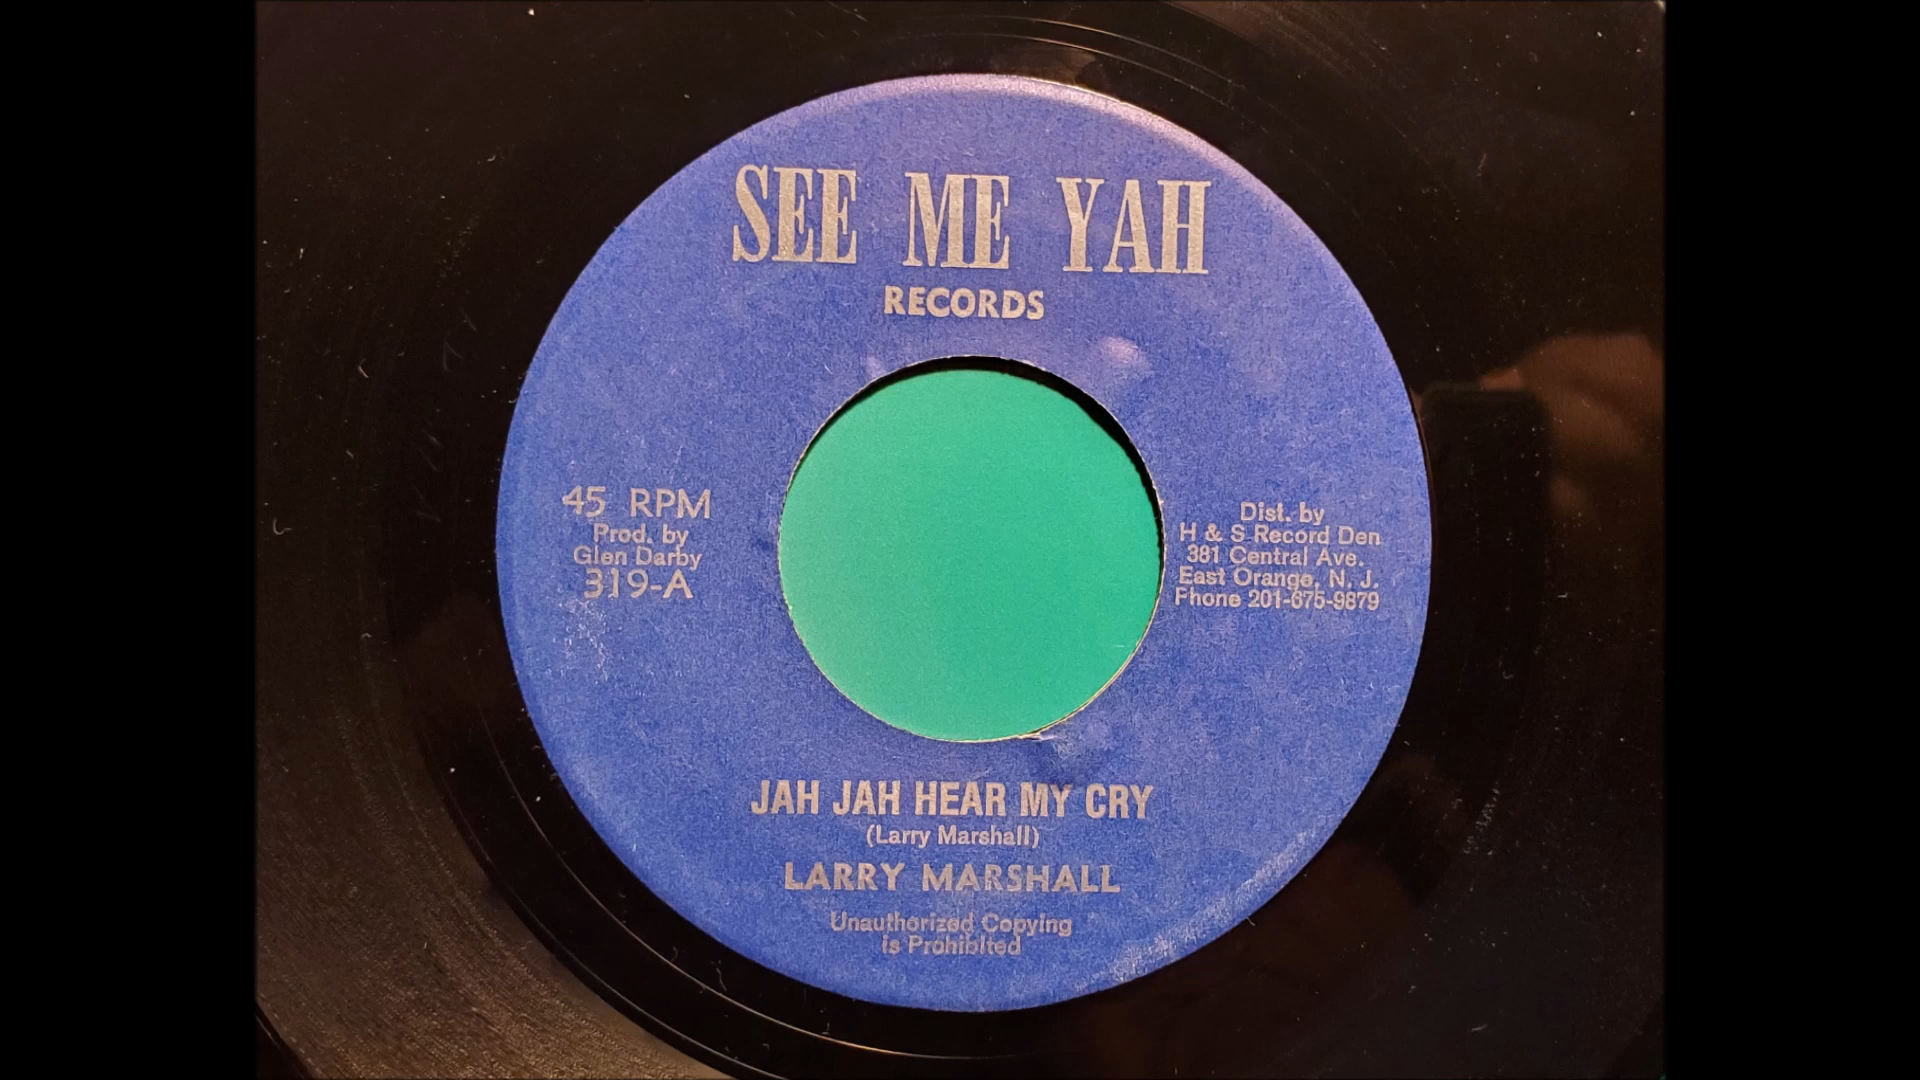 SEE ME YAH
RECORDS
45 RPM
Prod. by
Glen Darby
319-A
Dist. by
H & S Record Den
381 Central Ave.
East Orange, N. J.
Phone 201-675-9879
JAH JAH HEAR MY CRY
(Larry Marshall)
LARRY MARSHALL
Unauthorized Copying
is Prohibited